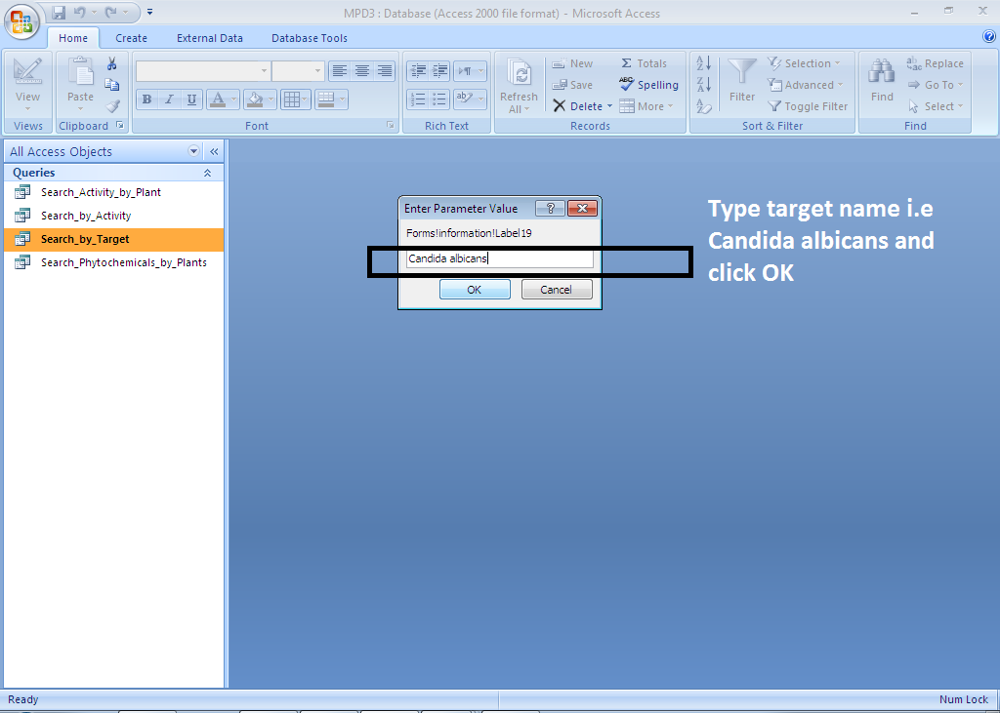 MPD3 : Database (Access 2000 file format) - Microsoft Access
Home Create External Data Database Tools
View
Views
Paste
Clipboard
B I U A
Font
ab
Rich Text
Refresh
All
New
Save
Delete
Totals
ABC Spelling
More
Records
Filter
Selection
Advanced
Toggle Filter
Sort & Filter
Find
Replace
Go To
Select
Find
All Access Objects
Queries
Search_Activity_by_Plant
Search_by_Activity
Search_by_Target
Search_Phytochemicals_by_Plants
Enter Parameter Value
Forms!information!Label19
Candida albicans
OK Cancel
Type target name i.e
Candida albicans and
click OK
Ready Num Lock